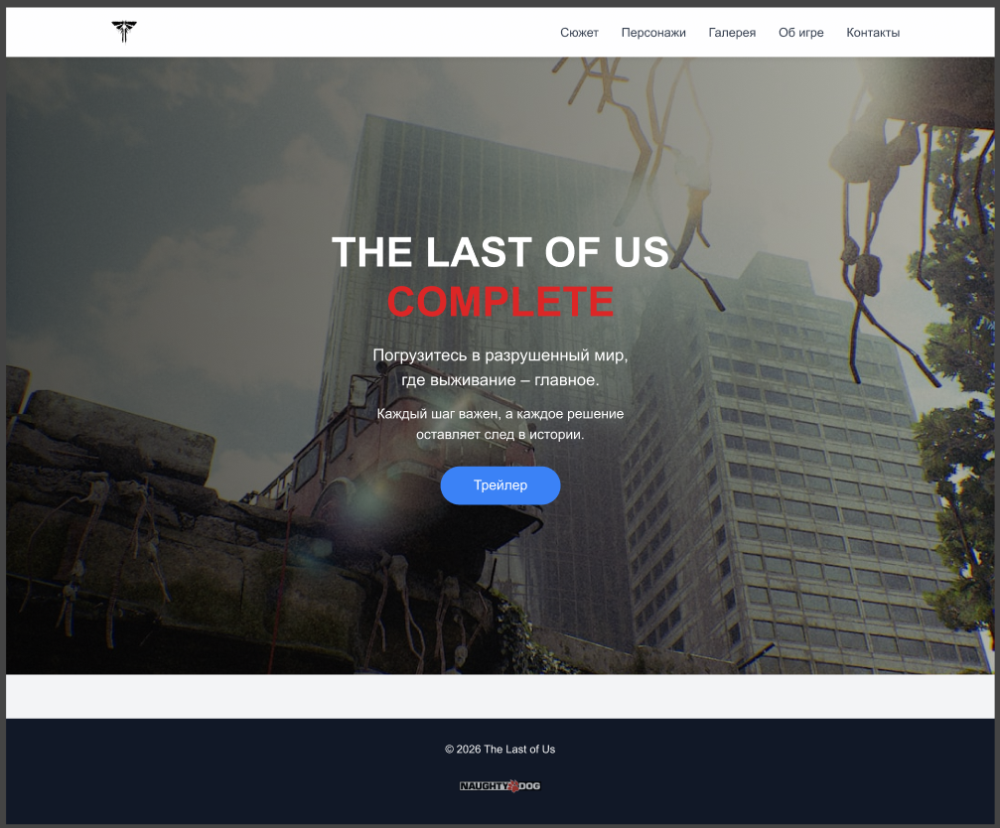 Сюжет Персонажи Галерея Об игре Контакты
THE LAST OF US
COMPLETE
Погрузитесь в разрушенный мир,
где выживание – главное.
Каждый шаг важен, а каждое решение
оставляет след в истории.
Трейлер
© 2026 The Last of Us
NAUGHTY DOG